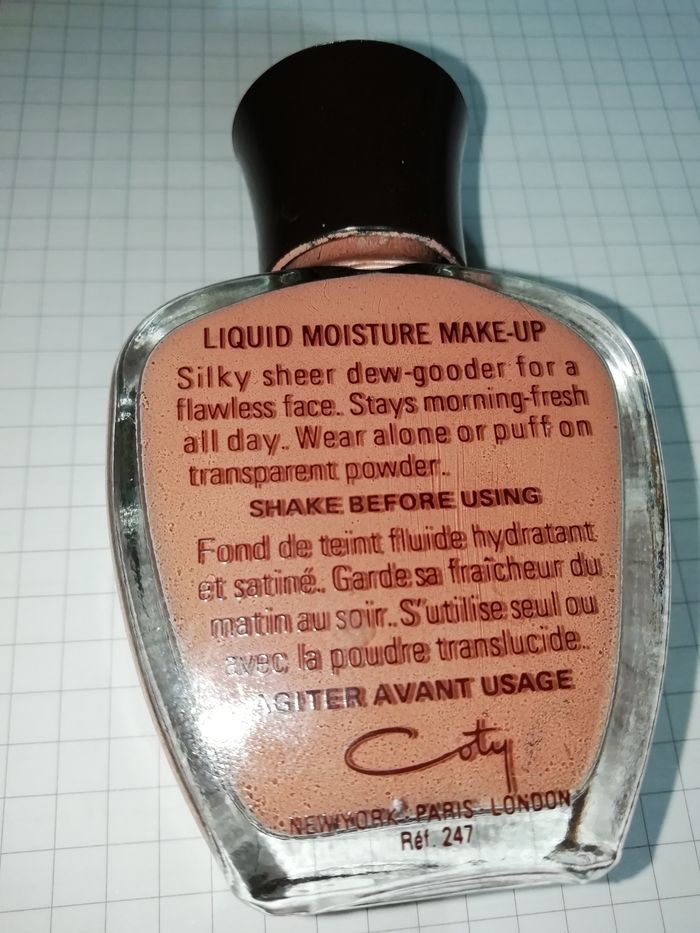 LIQUID MOISTURE MAKE-UP
Silky sheer dew-gooder for a
flawless face. Stays morning-fresh
all day. Wear alone or puff on
transparent powder.
SHAKE BEFORE USING
Fond de teint fluide hydratant
et satiné. Garde sa fraîcheur du
matin au soir. S'utilise seul ou
avec la poudre translucide.
AGITER AVANT USAGE
Coty
NEW YORK · PARIS · LONDON
Réf. 247